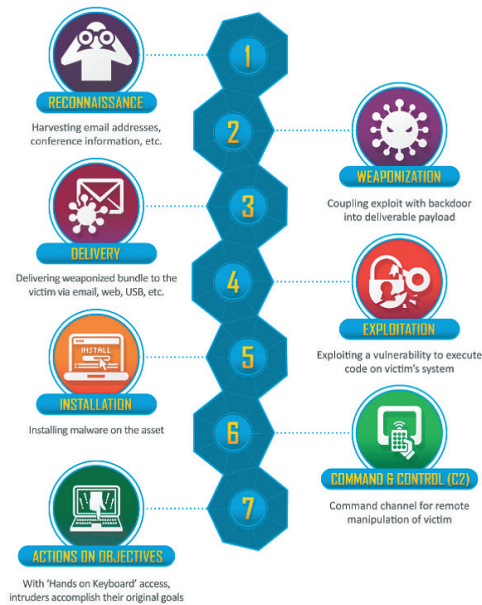 1
RECONNAISSANCE
Harvesting email addresses,
conference information, etc.
2
WEAPONIZATION
Coupling exploit with backdoor
into deliverable payload
3
DELIVERY
Delivering weaponized bundle to the
victim via email, web, USB, etc.
4
EXPLOITATION
Exploiting a vulnerability to execute
code on victim's system
5
INSTALL
INSTALLATION
Installing malware on the asset
6
COMMAND & CONTROL (C2)
Command channel for remote
manipulation of victim
7
ACTIONS ON OBJECTIVES
With 'Hands on Keyboard' access,
intruders accomplish their original goals